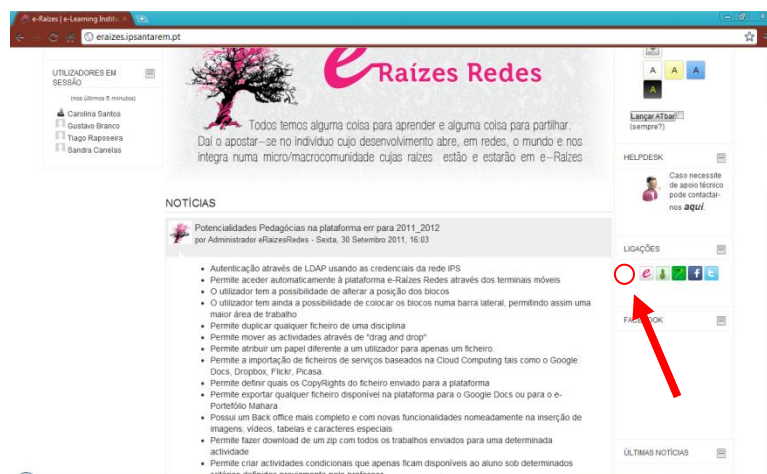 e-Raízes | e-Learning Institu
eraizes.ipsantarem.pt
UTILIZADORES EM
SESSÃO
(nos últimos 5 minutos)
Carolina Santos
Gustavo Branco
Tiago Raposeira
Sandra Canelas
e Raízes Redes
Todos temos alguma coisa para aprender e alguma coisa para partilhar.
Daí o apostar-se no indivíduo cujo desenvolvimento abre, em redes, o mundo e nos
integra numa micro/macrocomunidade cujas raízes estão e estarão em e-Raízes
NOTÍCIAS
Potencialidades Pedagócias na plataforma err para 2011_2012
por Administrador eRaizesRedes - Sexta, 30 Setembro 2011, 16:03
• Autenticação através de LDAP usando as credenciais da rede IPS
• Permite aceder automaticamente à plataforma e-Raízes Redes através dos terminais móveis
• O utilizador tem a possibilidade de alterar a posição dos blocos
• O utilizador tem ainda a possibilidade de colocar os blocos numa barra lateral, permitindo assim uma
maior área de trabalho
• Permite duplicar qualquer ficheiro de uma disciplina
• Permite mover as actividades através de "drag and drop"
• Permite atribuir um papel diferente a um utilizador para apenas um ficheiro.
• Permite a importação de ficheiros de serviços baseados na Cloud Computing tais como o Google
Docs, Dropbox, Flickr, Picasa.
• Permite definir quais os CopyRights do ficheiro enviado para a plataforma
• Permite exportar qualquer ficheiro disponível na plataforma para o Google Docs ou para o e-
Portefólio Mahara
• Possui um Back office mais completo e com novas funcionalidades nomeadamente na inserção de
imagens, vídeos, tabelas e caracteres especiais
• Permite fazer download de um zip com todos os trabalhos enviados para uma determinada
actividade
• Permite criar actividades condicionais que apenas ficam disponíveis ao aluno sob determinados
A A A
A
Lançar ATbar
(sempre?)
HELPDESK
Caso necessite
de apoio técnico
pode contactar-
nos aqui.
LIGAÇÕES
e f t
FACEBOOK
ÚLTIMAS NOTÍCIAS